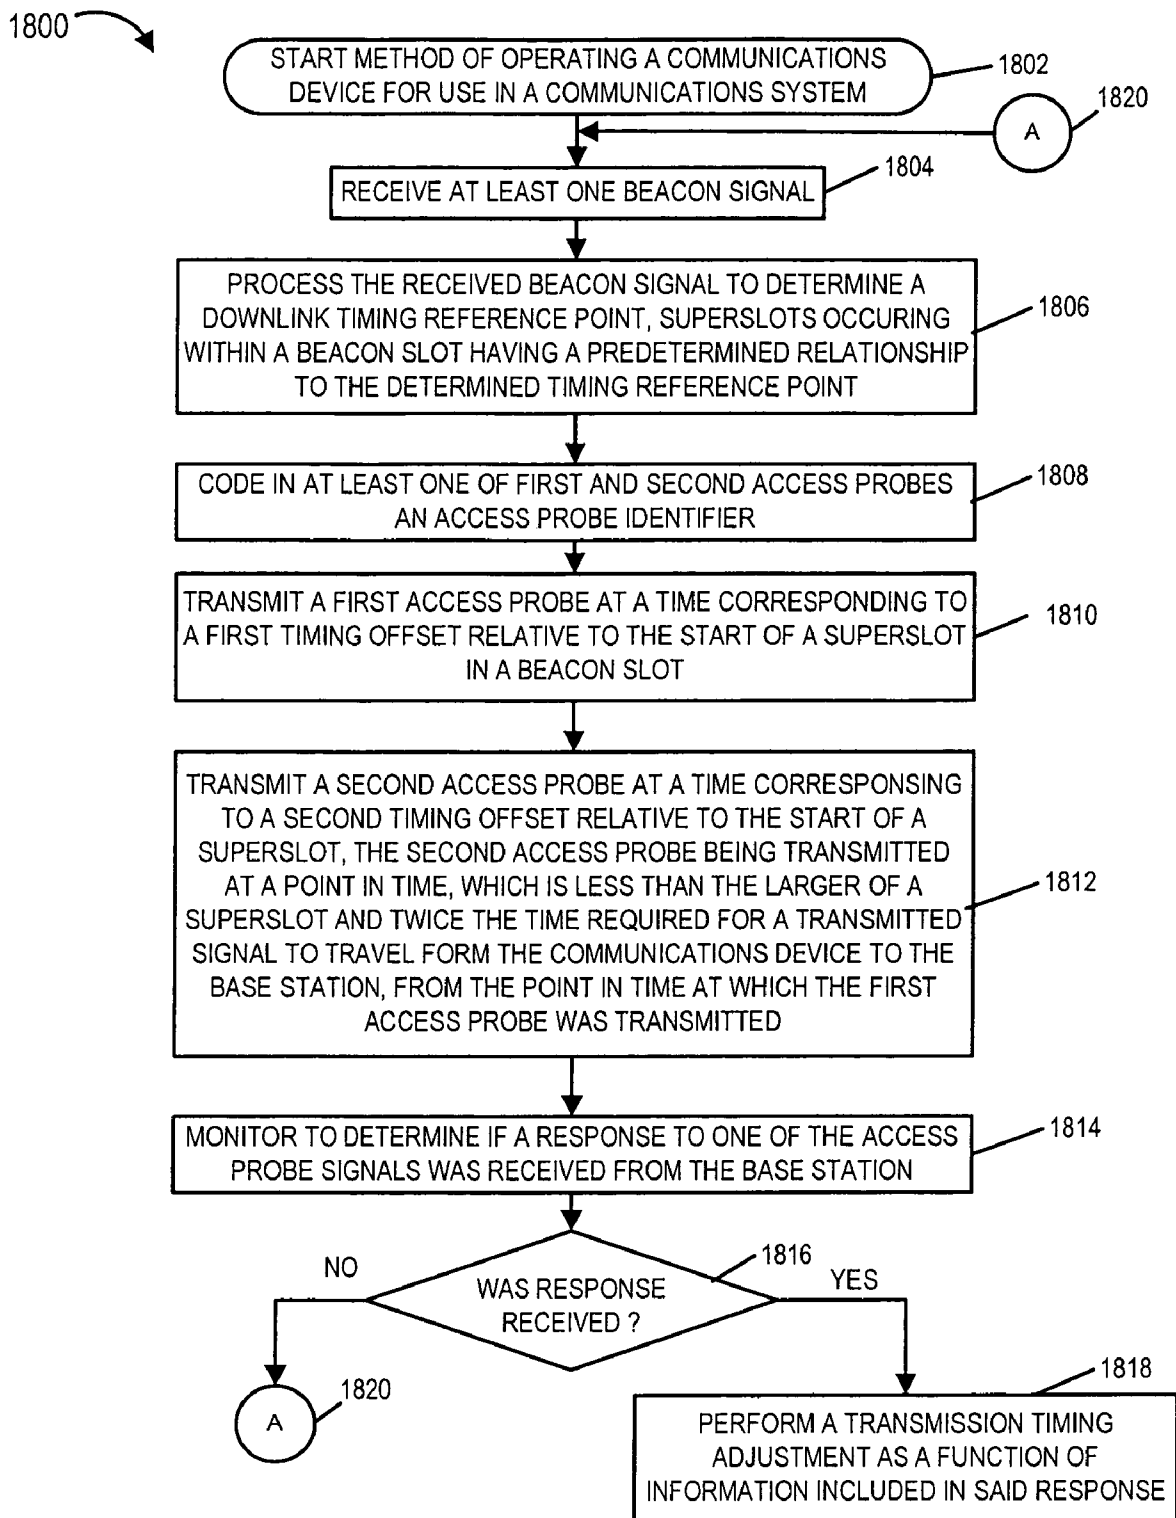 1800
START METHOD OF OPERATING A COMMUNICATIONS
DEVICE FOR USE IN A COMMUNICATIONS SYSTEM
1802
A
1820
RECEIVE AT LEAST ONE BEACON SIGNAL
1804
PROCESS THE RECEIVED BEACON SIGNAL TO DETERMINE A
DOWNLINK TIMING REFERENCE POINT, SUPERSLOTS OCCURING
WITHIN A BEACON SLOT HAVING A PREDETERMINED RELATIONSHIP
TO THE DETERMINED TIMING REFERENCE POINT
1806
CODE IN AT LEAST ONE OF FIRST AND SECOND ACCESS PROBES
AN ACCESS PROBE IDENTIFIER
1808
TRANSMIT A FIRST ACCESS PROBE AT A TIME CORRESPONDING TO
A FIRST TIMING OFFSET RELATIVE TO THE START OF A SUPERSLOT
IN A BEACON SLOT
1810
TRANSMIT A SECOND ACCESS PROBE AT A TIME CORRESPONSING
TO A SECOND TIMING OFFSET RELATIVE TO THE START OF A
SUPERSLOT, THE SECOND ACCESS PROBE BEING TRANSMITTED
AT A POINT IN TIME, WHICH IS LESS THAN THE LARGER OF A
SUPERSLOT AND TWICE THE TIME REQUIRED FOR A TRANSMITTED
SIGNAL TO TRAVEL FORM THE COMMUNICATIONS DEVICE TO THE
BASE STATION, FROM THE POINT IN TIME AT WHICH THE FIRST
ACCESS PROBE WAS TRANSMITTED
1812
MONITOR TO DETERMINE IF A RESPONSE TO ONE OF THE ACCESS
PROBE SIGNALS WAS RECEIVED FROM THE BASE STATION
1814
WAS RESPONSE
RECEIVED ?
1816
NO
YES
A
1820
1818
PERFORM A TRANSMISSION TIMING
ADJUSTMENT AS A FUNCTION OF
INFORMATION INCLUDED IN SAID RESPONSE